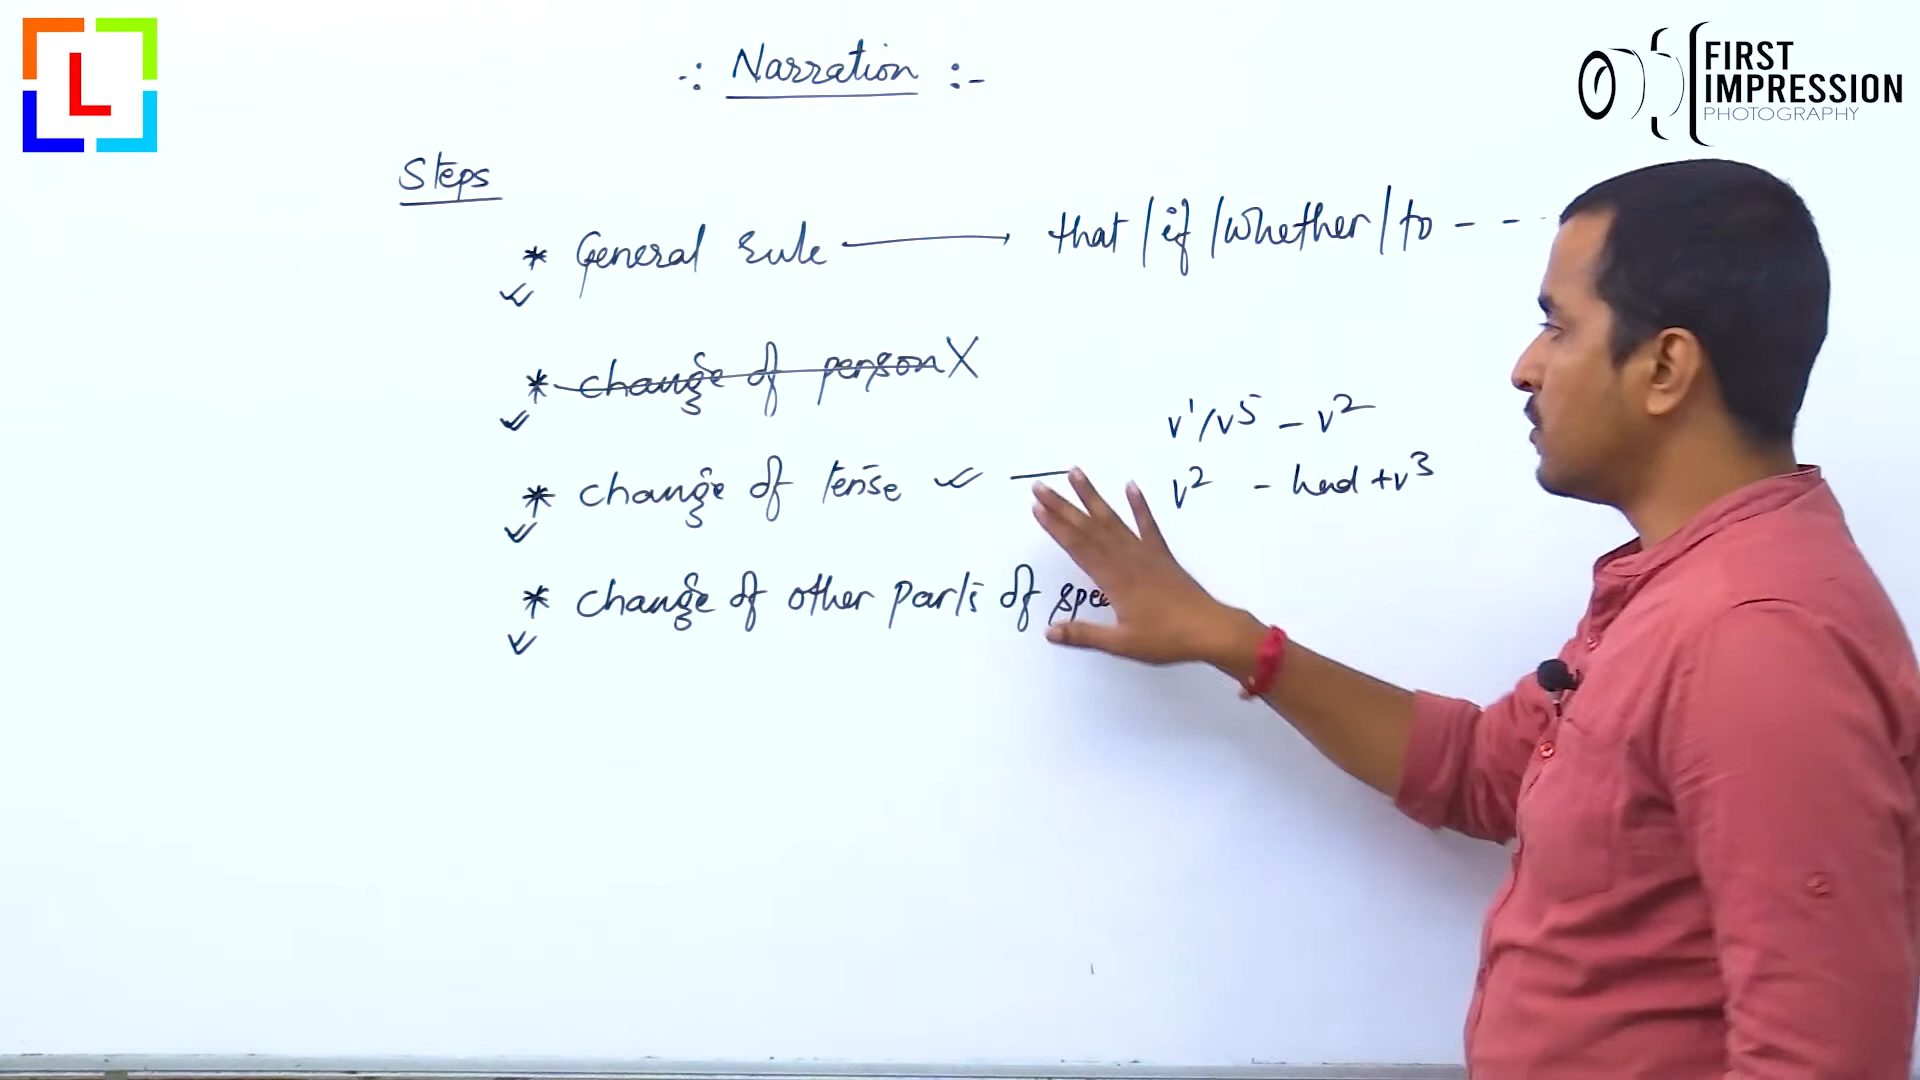 L
FIRST
IMPRESSION
PHOTOGRAPHY
-: Narration :-
Steps
* General rule → that / if / whether / to - - -
* change of person X
* change of tense —
v1/v5 - v2
v2 - had + v3
* change of other parts of